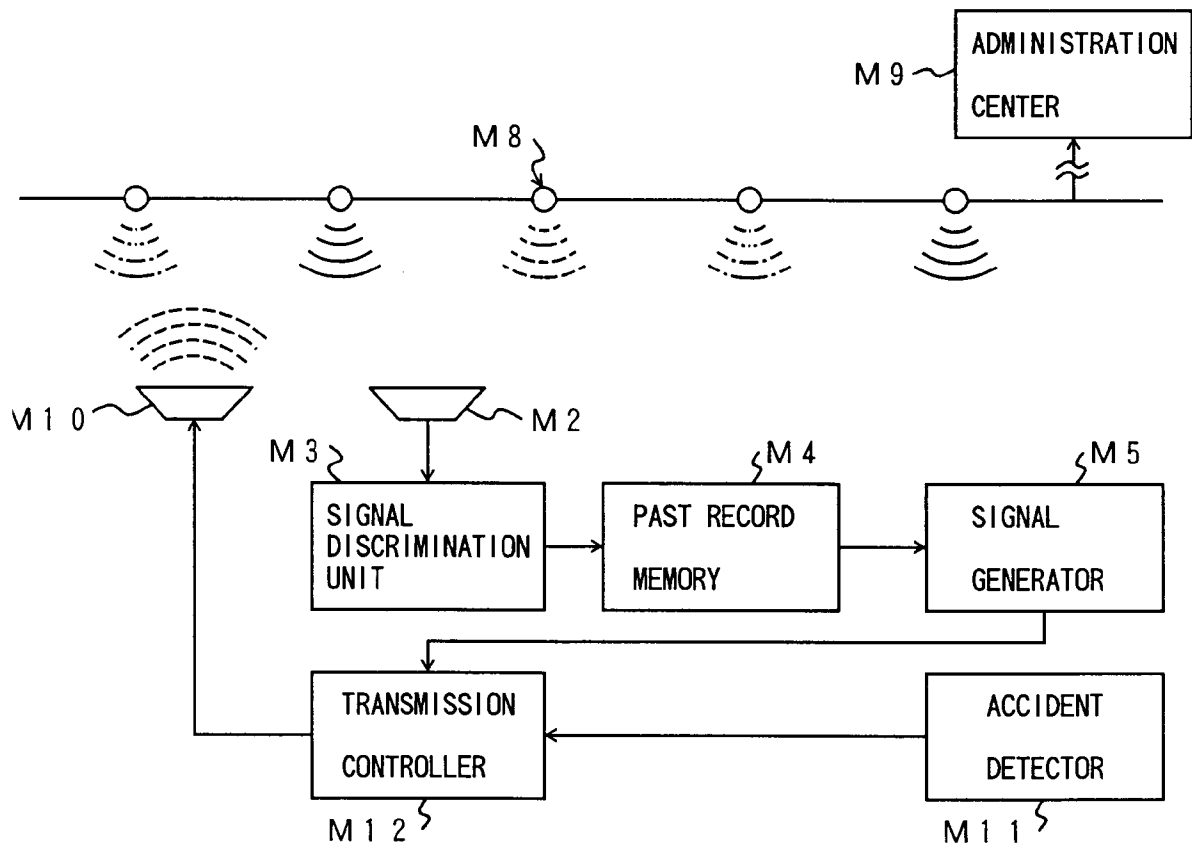 ADMINISTRATION
CENTER
M9
M8
M10
M2
M3
M4
M5
SIGNAL
DISCRIMINATION
UNIT
PAST RECORD
MEMORY
SIGNAL
GENERATOR
TRANSMISSION
CONTROLLER
ACCIDENT
DETECTOR
M12
M11